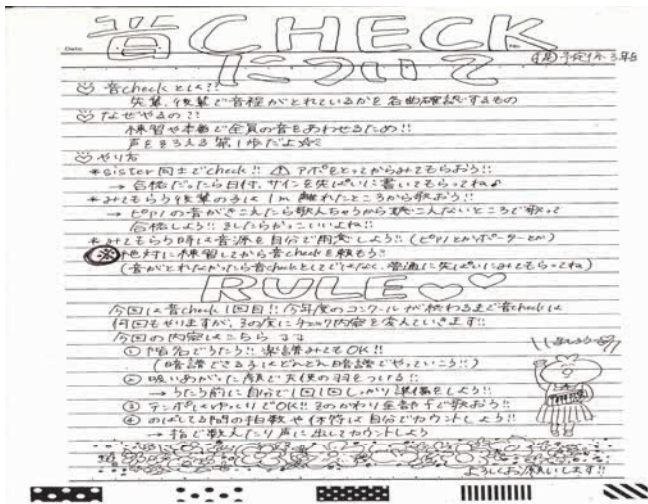 音CHECK
について
音checkとは??
先輩、後輩で音程がとれているかを各曲確認するもの
なぜやるの??
練習や本番で全員の音をあわせるため!!
声をそろえる第1歩だよ
やり方
*sister同士でcheck!! ⚠ アポをとってからみてもらおう!!
→ 合格だったら日付、サインを先ぱいに書いてもらってね♪
*みてもらう後輩の子は1m離れたところから歌おう!!
→ ピアノの音がきこえたら歌えちゃうから聴こえないところで歌って
合格しよう!! そしたらかっこいいよね!!
*みてもらう時は音源を自分で用意しよう!! (ピアノとか
※絶対に練習してから音checkを頼もう!!
(音がとれなかったら音checkとしてではなく、普通に先ぱいにみてもらってね)
RULE
今回は音check1回目!! 今年度のコンクールが終わるまで音checkは
何回もやりますが、その度にチェック内容を変えていきます!!
今回の内容はこちら↓↓
① 階名でうたう!! 楽譜みてもOK!!
(暗譜できる子はどんどん暗譜でやっていこう!!)
② 吸いあがった顔で天使の羽をつける!!
→ うたう前に自分で1回1回しっかり準備をしよう!!
③ テンポはゆっくりでOK!! そのかわり全音符で歌おう!!
④ のばしてる間の拍数や休符は自分でカウントしよう!!
→ 指で数えたり声に出してカウントしよう
よろしくお願いします!!